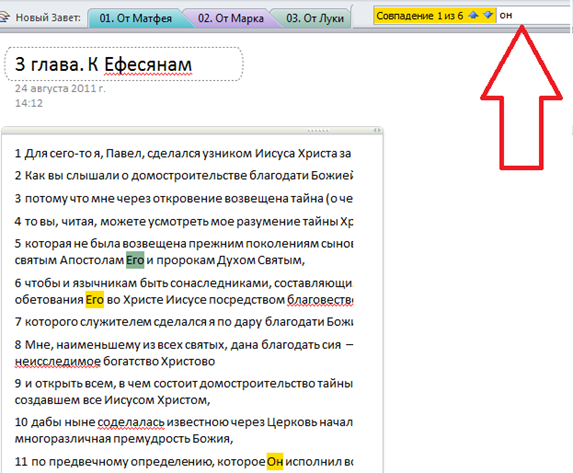 Новый Завет: 01. От Матфея 02. От Марка 03. От Луки Совпадение 1 из 6 он
3 глава. К Ефесянам
24 августа 2011 г.
14:12
1 Для сего-то я, Павел, сделался узником Иисуса Христа за
2 Как вы слышали о домостроительстве благодати Божией
3 потому что мне через откровение возвещена тайна (о че
4 то вы, читая, можете усмотреть мое разумение тайны Хр
5 которая не была возвещена прежним поколениям сынов
святым Апостолам Его и пророкам Духом Святым,
6 чтобы и язычникам быть сонаследниками, составляющи
обетования Его во Христе Иисусе посредством благовество
7 которого служителем сделался я по дару благодати Божи
8 Мне, наименьшему из всех святых, дана благодать сия –
неисследимое богатство Христово
9 и открыть всем, в чем состоит домостроительство тайны
создавшем все Иисусом Христом,
10 дабы ныне соделалась известною через Церковь начал
многоразличная премудрость Божия,
11 по предвечному определению, которое Он исполнил во